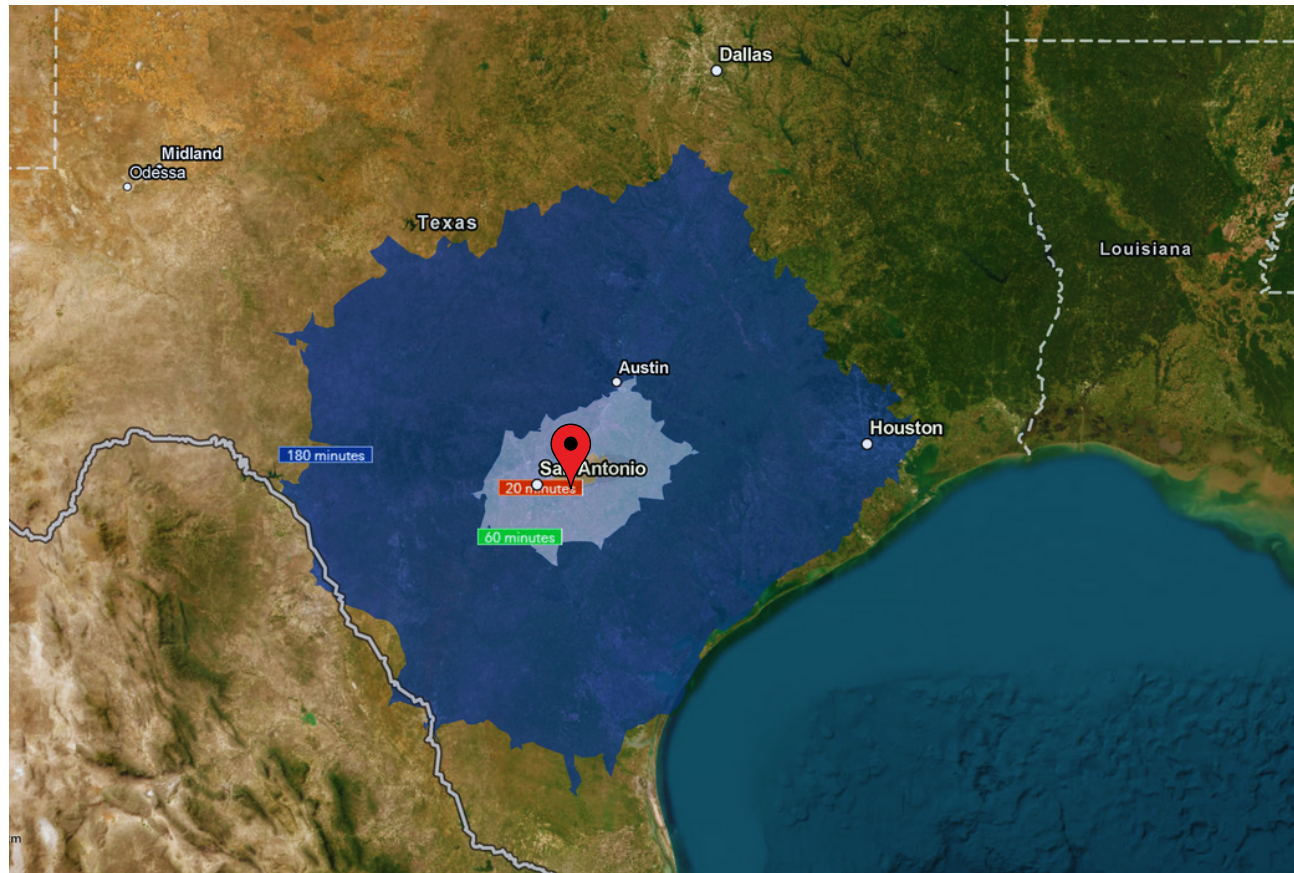 Dallas
Midland
Odessa
Texas
Louisiana
Austin
Houston
180 minutes
San Antonio
20 minutes
60 minutes
m